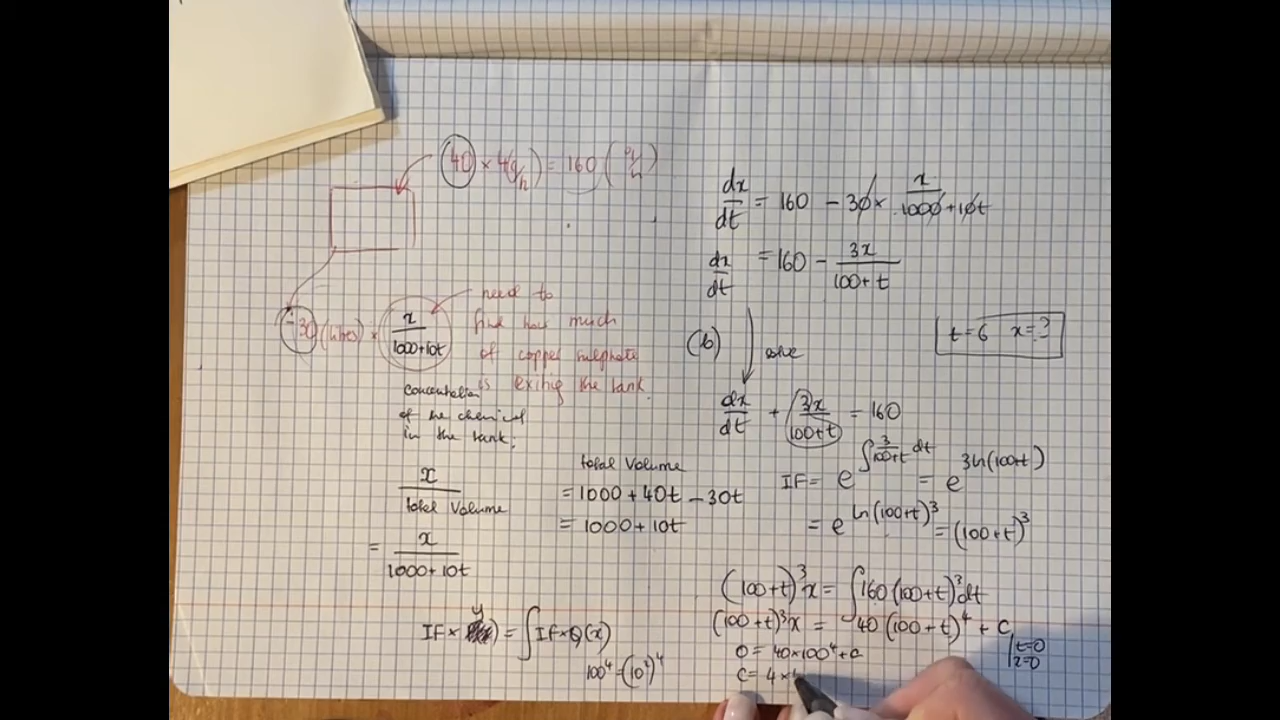 40 × 4(g/h) = 160 (g/h)
-30 (litres) × x/(1000+10t)
need to
find how much
of copper sulphate
is exiting the tank
concentration
of the chemical
in the tank:
x/total volume
= x/(1000+10t)
total volume
= 1000 + 40t - 30t
= 1000 + 10t
IF × y = ∫ IF × Q(x)
100⁴ = (10²)⁴
dx/dt = 160 - 30 × x/(1000+10t)
dx/dt = 160 - 3x/(100+t)
(b) solve
t=6 x=?
dx/dt + 3x/(100+t) = 160
IF = e^∫3/(100+t) dt = e^3ln(100+t)
= e^ln(100+t)³ = (100+t)³
(100+t)³x = ∫160(100+t)³dt
(100+t)³x = 40(100+t)⁴ + C
t=0
x=0
0 = 40×100⁴+c
c= 4×